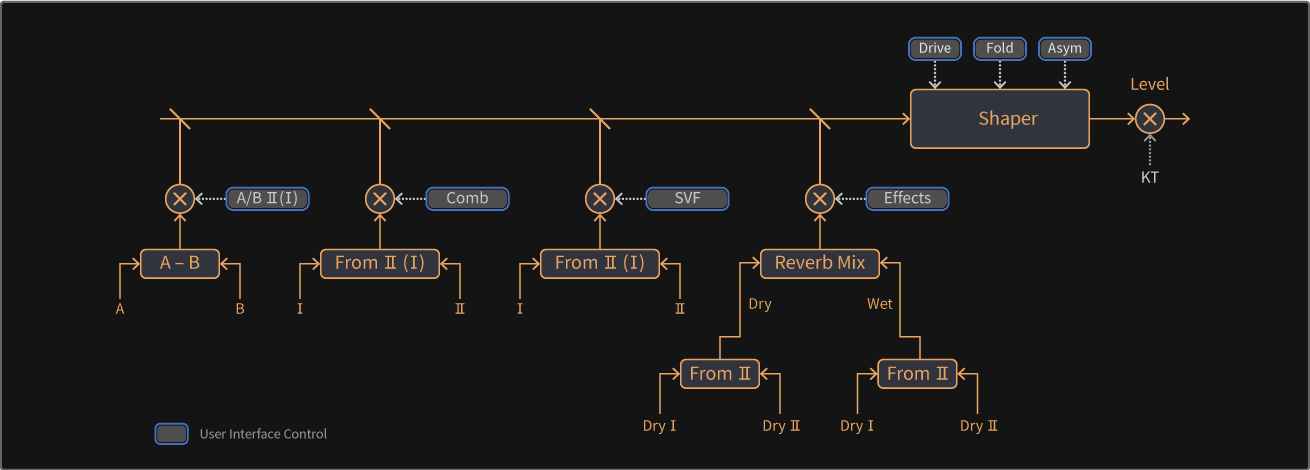 Drive Fold Asym
Level
Shaper
KT
A/B Ⅱ(Ⅰ) Comb SVF Effects
A – B From Ⅱ (Ⅰ) From Ⅱ (Ⅰ) Reverb Mix
A B Ⅰ Ⅱ Ⅰ Ⅱ Dry Wet
From Ⅱ From Ⅱ
Dry Ⅰ Dry Ⅱ Dry Ⅰ Dry Ⅱ
User Interface Control